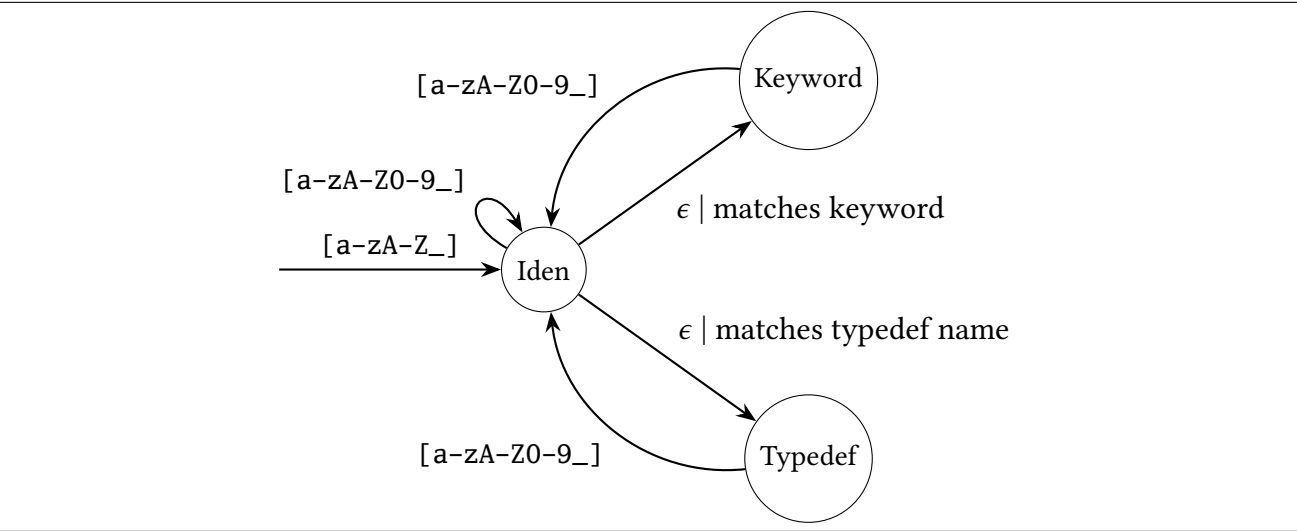 Keyword
[a-zA-Z0-9_]
[a-zA-Z0-9_]
ϵ | matches keyword
[a-zA-Z_]
Iden
ϵ | matches typedef name
[a-zA-Z0-9_]
Typedef